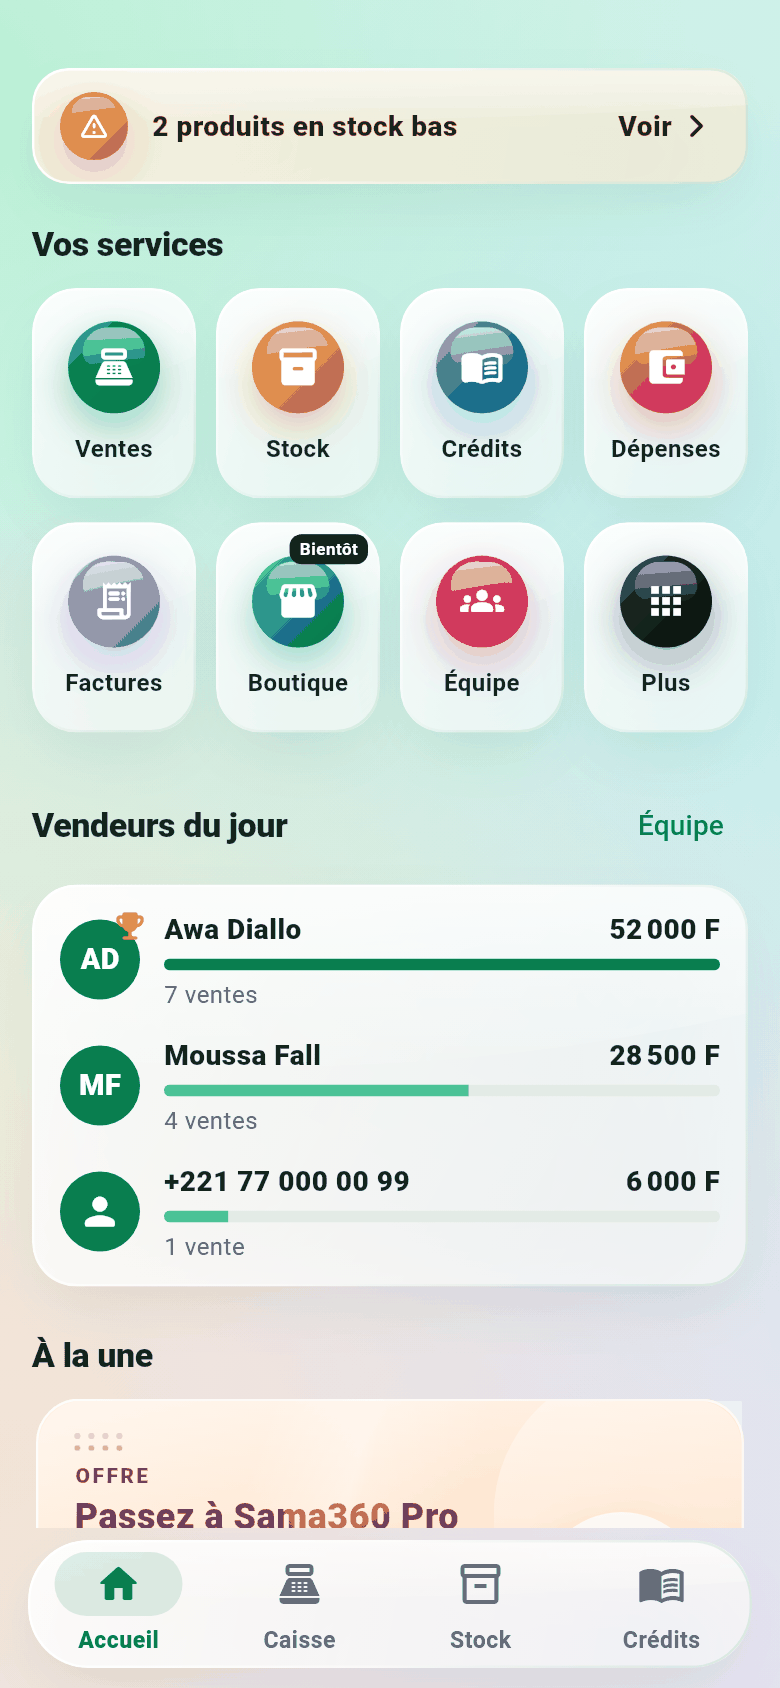 2 produits en stock bas Voir
Vos services
Ventes Stock Crédits Dépenses
Bientôt
Factures Boutique Équipe Plus
Vendeurs du jour Équipe
AD Awa Diallo 52 000 F
7 ventes
MF Moussa Fall 28 500 F
4 ventes
+221 77 000 00 99 6 000 F
1 vente
À la une
OFFRE
Passez à Sama360 Pro
Accueil Caisse Stock Crédits